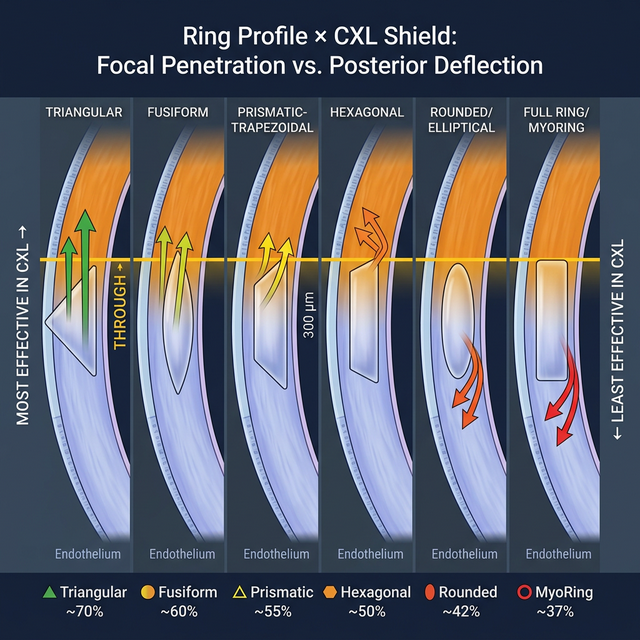 Ring Profile × CXL Shield:
Focal Penetration vs. Posterior Deflection
TRIANGULAR
FUSIFORM
PRISMATIC-
TRAPEZOIDAL
HEXAGONAL
ROUNDED/
ELLIPTICAL
FULL RING/
MYORING
MOST EFFECTIVE IN CXL →
THROUGH →
300 µm
← LEAST EFFECTIVE IN CXL
Endothelium
Endothelium
Endothelium
Endothelium
Endothelium
Endothelium
Triangular
~70%
Fusiform
~60%
Prismatic
~55%
Hexagonal
~50%
Rounded
~42%
MyoRing
~37%